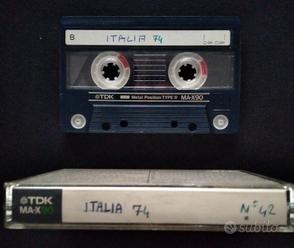 B
ITALIA 74
TDK
Metal Position TYPE IV
MA-X90
TDK
MA-X90
ITALIA 74
N° 42
subito